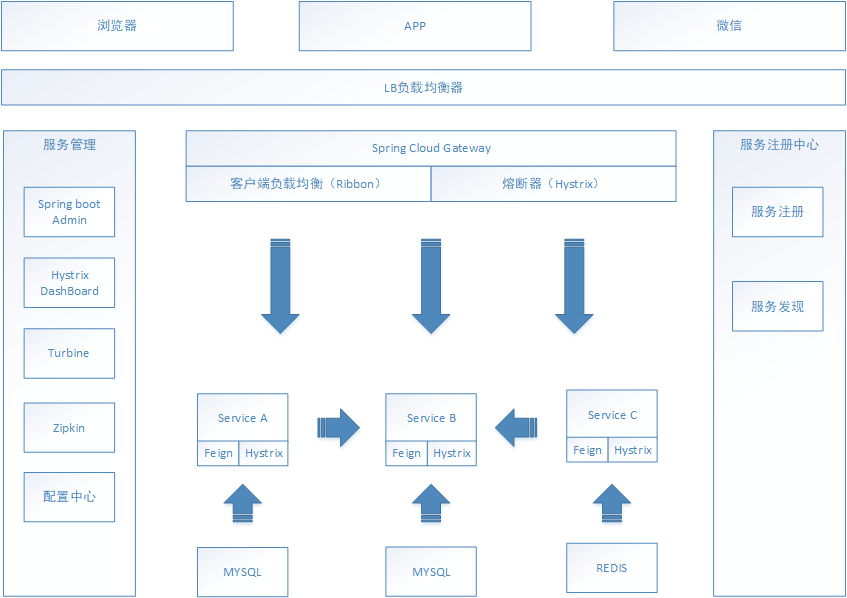 浏览器
APP
微信
LB负载均衡器
服务管理
Spring boot
Admin
Hystrix
DashBoard
Turbine
Zipkin
配置中心
Spring Cloud Gateway
客户端负载均衡（Ribbon）
熔断器（Hystrix）
Service A
Feign
Hystrix
Service B
Feign
Hystrix
Service C
Feign
Hystrix
MYSQL
MYSQL
REDIS
服务注册中心
服务注册
服务发现